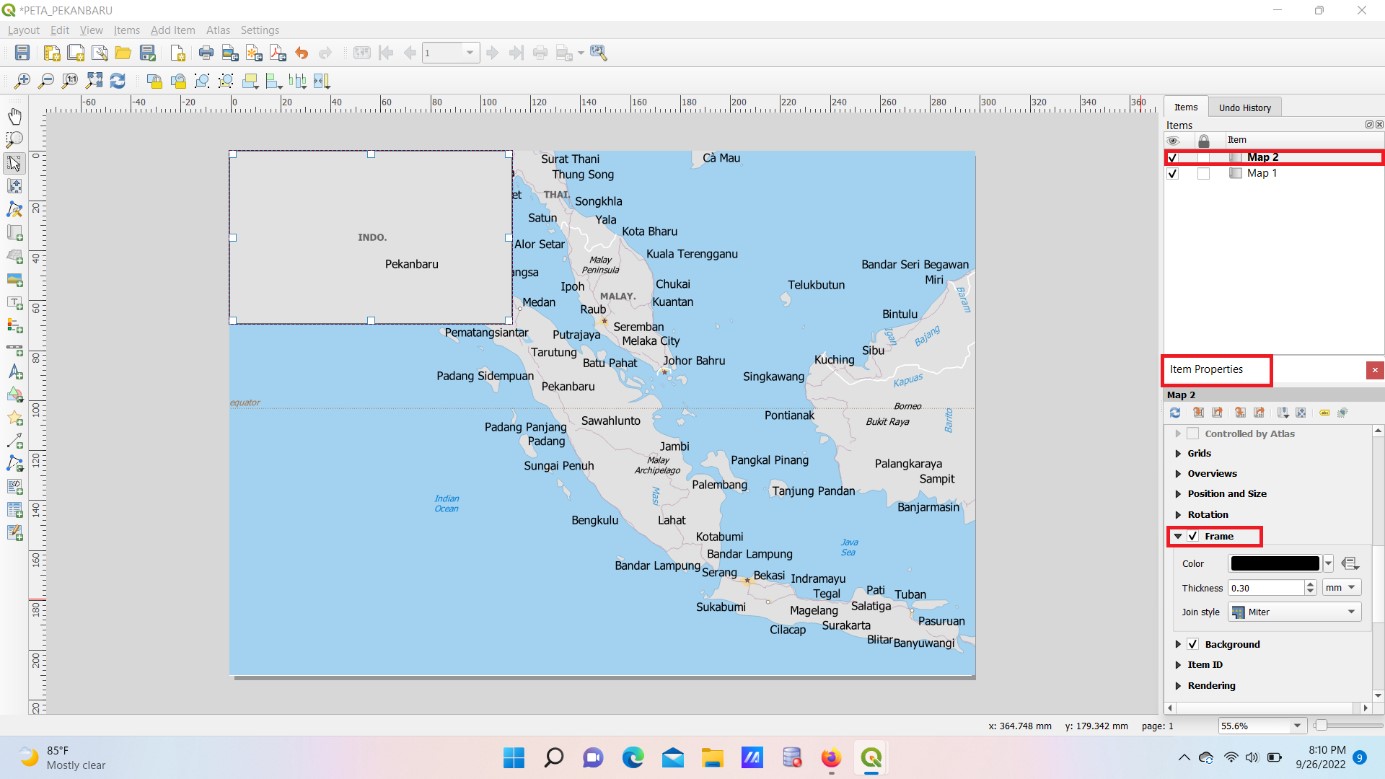 *PETA_PEKANBARU
Layout Edit View Items Add Item Atlas Settings
1
-60 -40 -20 0 20 40 60 80 100 120 140 160 180 200 220 240 260 280 300 320 340 360
Items Undo History
Items
Item
Map 2
Map 1
0
20
40
60
80
100
120
140
160
180
200
220
INDO.
Pekanbaru
Surat Thani
Cà Mau
Thung Song
et
THAI.
Songkhla
Satun
Yala
Kota Bharu
Alor Setar
Kuala Terengganu
Malay
Peninsula
angsa
Bandar Seri Begawan
Miri
Baram
Ipoh
Chukai
Telukbutun
MALAY.
Medan
Raub
Kuantan
Bintulu
Pematangsiantar
Putrajaya
Seremban
Melaka City
Igan
Bajang
Tarutung
Batu Pahat
Johor Bahru
Kuching
Sibu
Padang Sidempuan
Pekanbaru
Singkawang
Kapuas
equator
Sawahlunto
Pontianak
Borneo
Bukit Raya
Barito
Padang Panjang
Padang
Jambi
Sungai Penuh
Malay
Archipelago
Pangkal Pinang
Palangkaraya
Sampit
Palembang
Tanjung Pandan
Indian
Ocean
Musi
Banjarmasin
Bengkulu
Lahat
Kotabumi
Bandar Lampung
Java
Sea
Bandar Lampung
Serang
Bekasi
Indramayu
Tegal
Pati
Tuban
Sukabumi
Magelang
Salatiga
Cilacap
Surakarta
Pasuruan
Blitar
Banyuwangi
Item Properties
Map 2
Controlled by Atlas
Grids
Overviews
Position and Size
Rotation
Frame
Color
Thickness 0.30 mm
Join style Miter
Background
Item ID
Rendering
x: 364.748 mm y: 179.342 mm page: 1 55.6%
85°F
Mostly clear
8:10 PM
9/26/2022
9